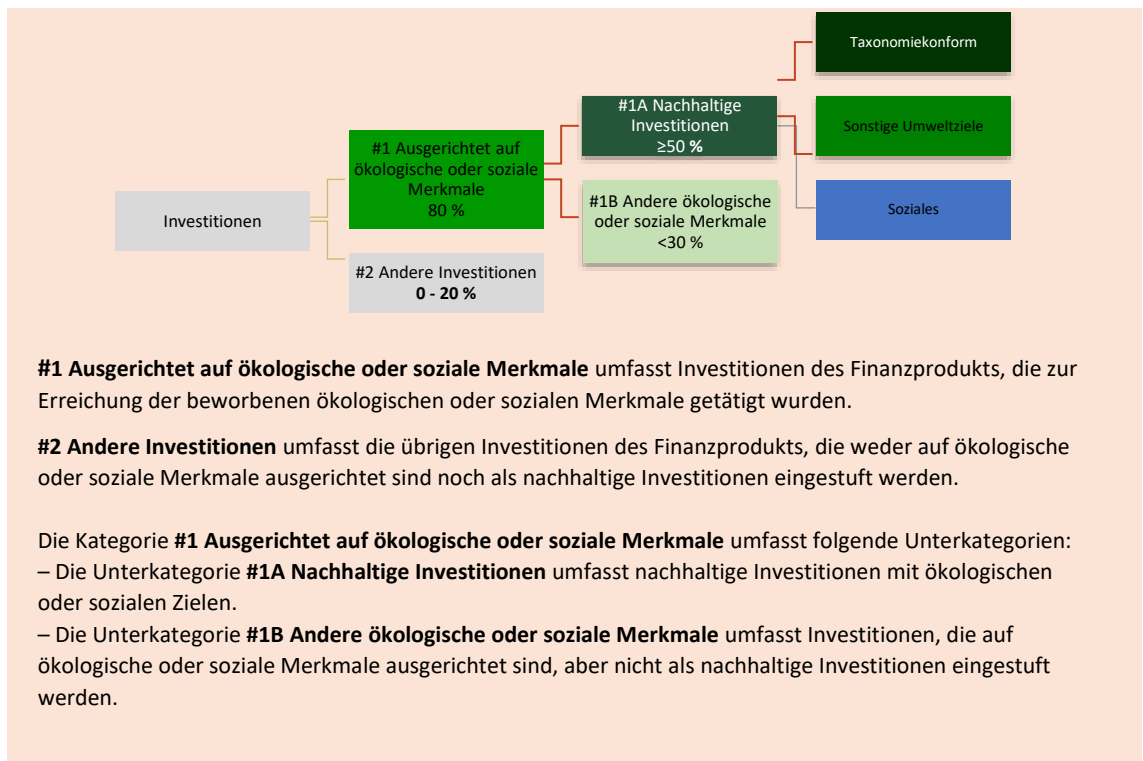 Taxonomiekonform
#1A Nachhaltige
Investitionen
≥50 %
Sonstige Umweltziele
#1 Ausgerichtet auf
ökologische oder soziale
Merkmale
80 %
#1B Andere ökologische
oder soziale Merkmale
<30 %
Soziales
Investitionen
#2 Andere Investitionen
0 - 20 %
#1 Ausgerichtet auf ökologische oder soziale Merkmale umfasst Investitionen des Finanzprodukts, die zur
Erreichung der beworbenen ökologischen oder sozialen Merkmale getätigt wurden.
#2 Andere Investitionen umfasst die übrigen Investitionen des Finanzprodukts, die weder auf ökologische
oder soziale Merkmale ausgerichtet sind noch als nachhaltige Investitionen eingestuft werden.
Die Kategorie #1 Ausgerichtet auf ökologische oder soziale Merkmale umfasst folgende Unterkategorien:
– Die Unterkategorie #1A Nachhaltige Investitionen umfasst nachhaltige Investitionen mit ökologischen
oder sozialen Zielen.
– Die Unterkategorie #1B Andere ökologische oder soziale Merkmale umfasst Investitionen, die auf
ökologische oder soziale Merkmale ausgerichtet sind, aber nicht als nachhaltige Investitionen eingestuft
werden.